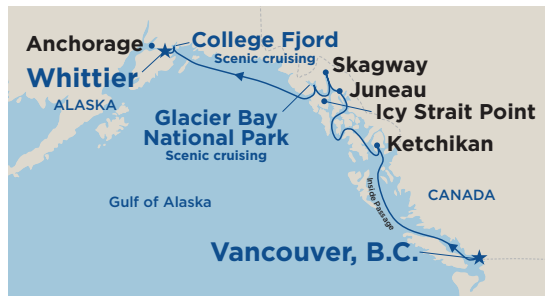 Anchorage
College Fjord
Scenic cruising
Whittier
ALASKA
Skagway
Juneau
Icy Strait Point
Glacier Bay
National Park
Scenic cruising
Ketchikan
Inside Passage
Gulf of Alaska
CANADA
Vancouver, B.C.